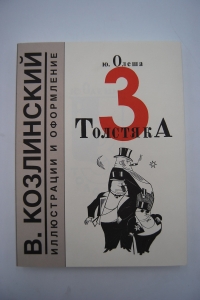 В. КОЗЛИНСКИЙ
ИЛЛЮСТРАЦИИ И ОФОРМЛЕНИЕ
Ю. Олеша
3
ТолстякА